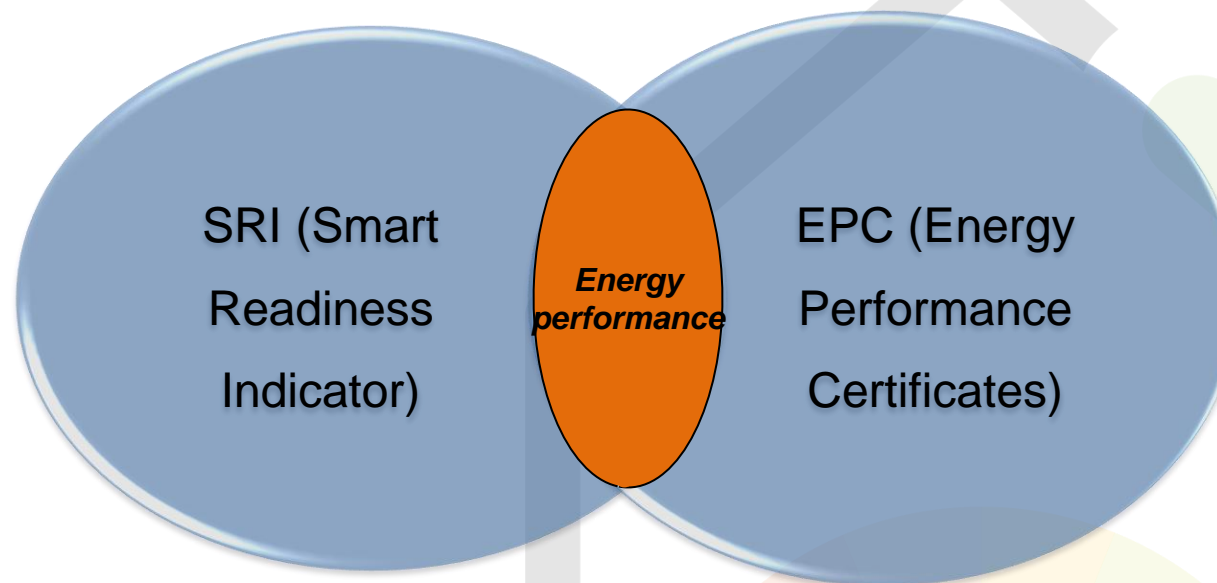 SRI (Smart
Readiness
Indicator)
Energy
performance
EPC (Energy
Performance
Certificates)